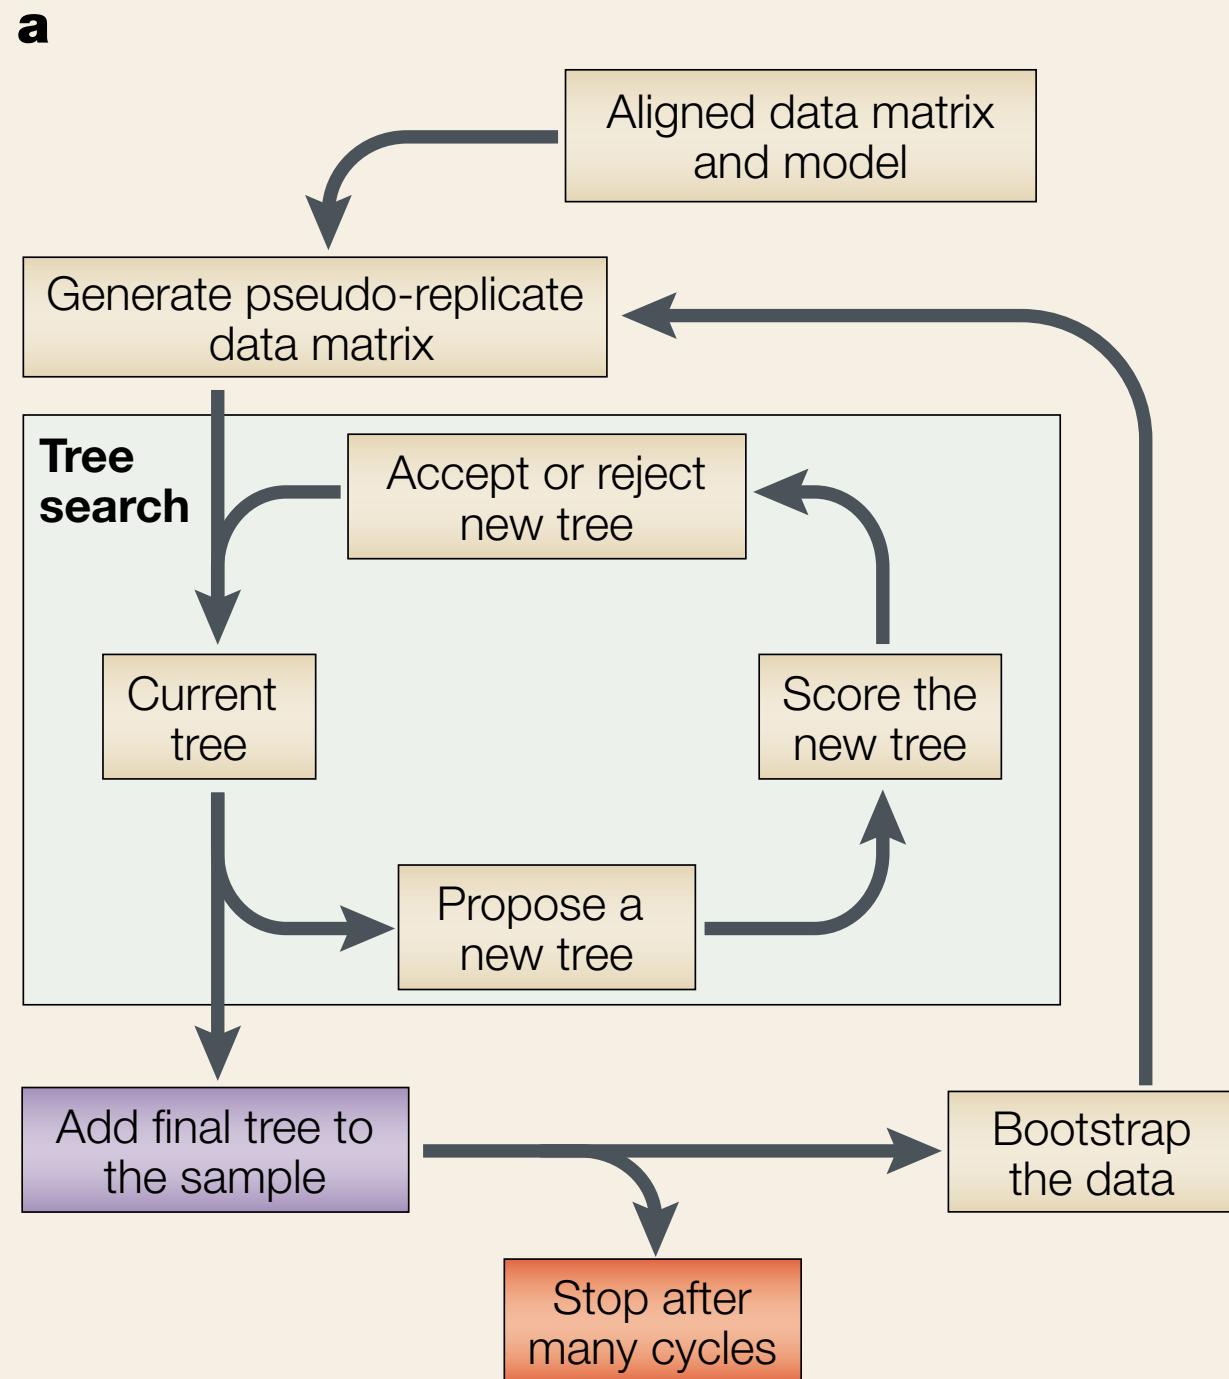 a
Aligned data matrix
and model
Generate pseudo-replicate
data matrix
Tree
search
Accept or reject
new tree
Current
tree
Score the
new tree
Propose a
new tree
Add final tree to
the sample
Bootstrap
the data
Stop after
many cycles